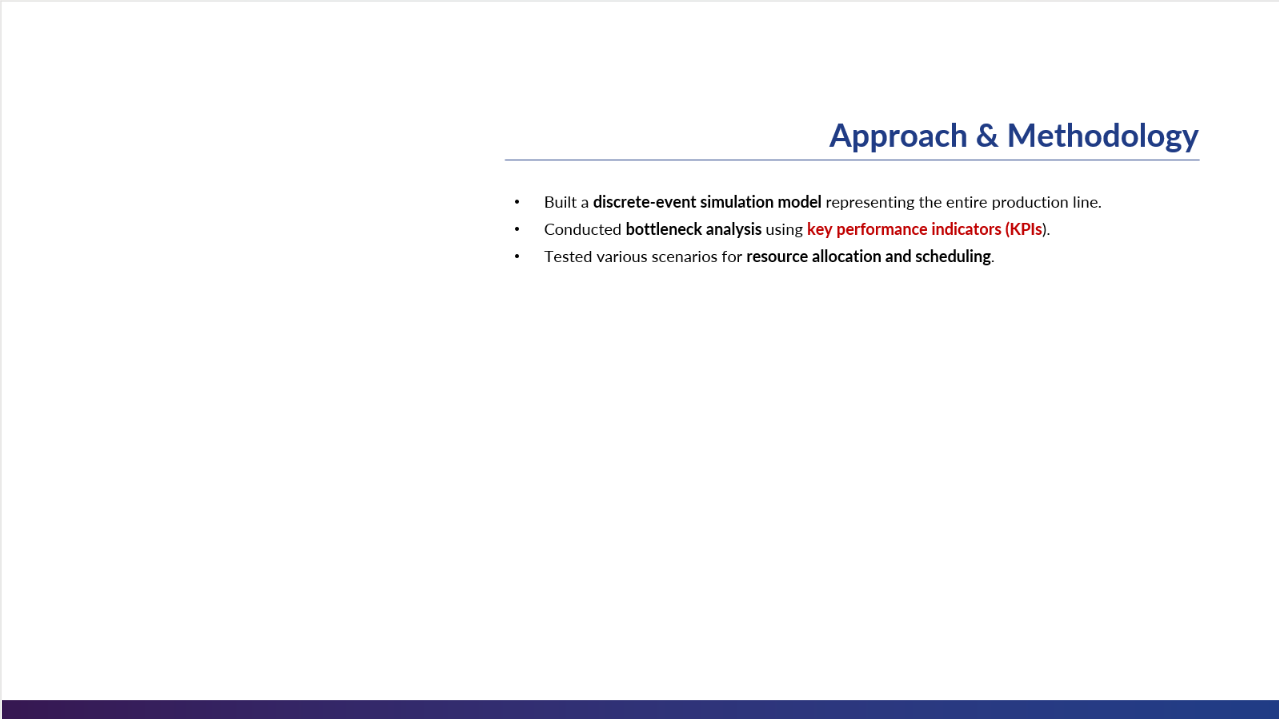 Approach & Methodology
• Built a discrete-event simulation model representing the entire production line.
• Conducted bottleneck analysis using key performance indicators (KPIs).
• Tested various scenarios for resource allocation and scheduling.